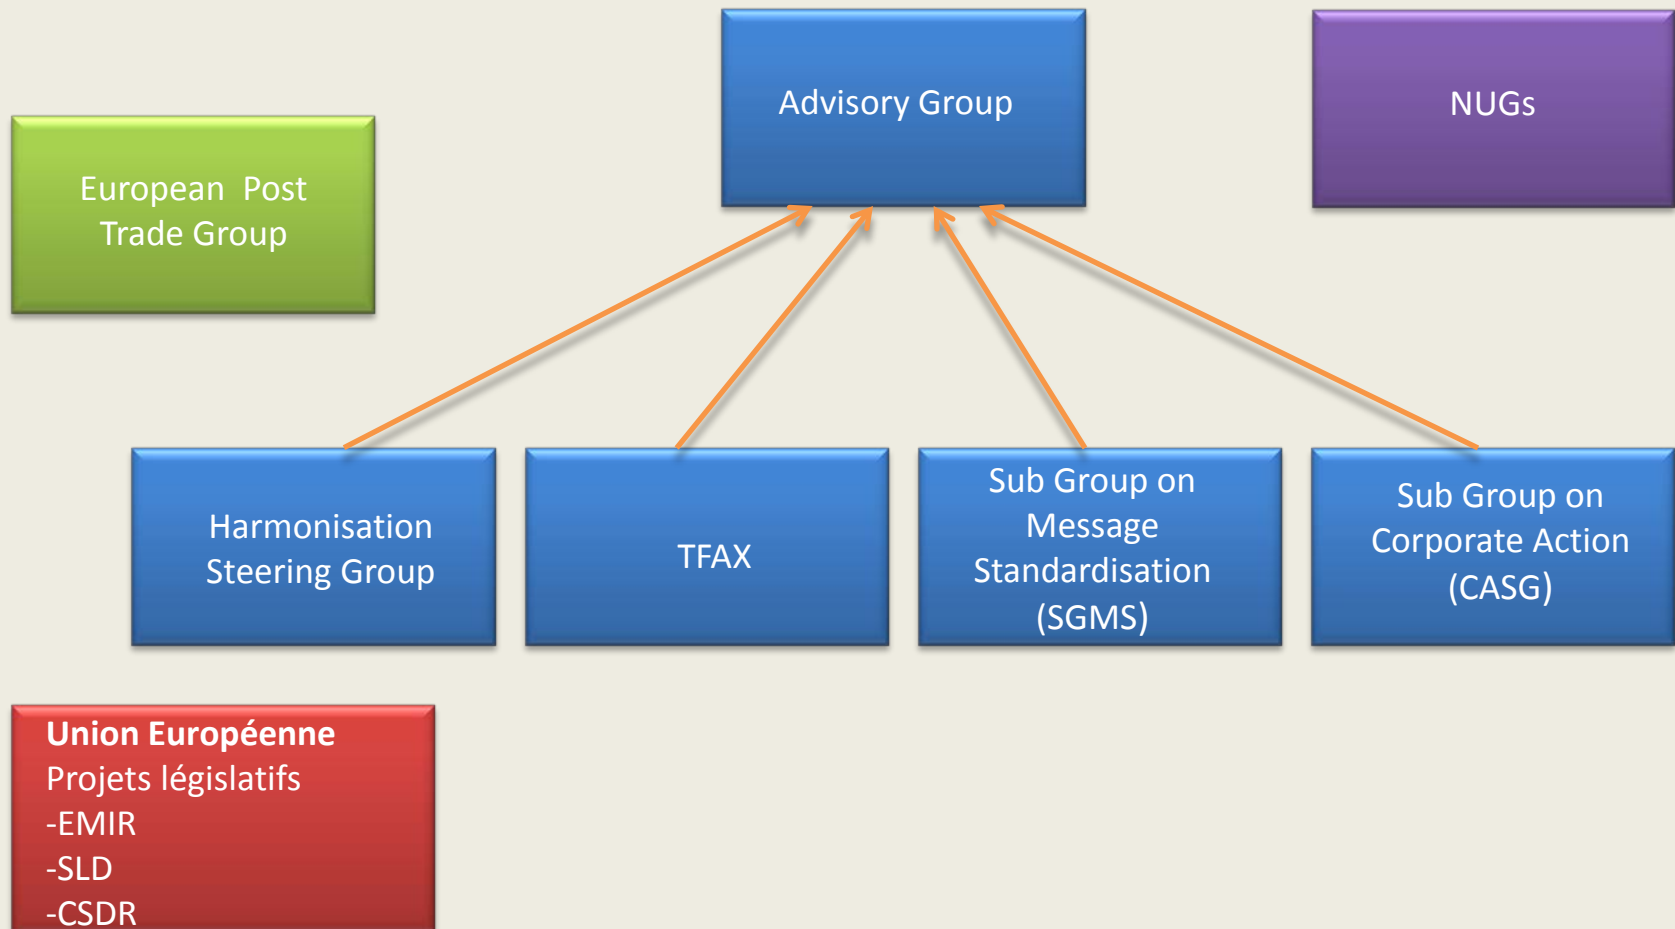 Advisory Group
NUGs
European Post
Trade Group
Harmonisation
Steering Group
TFAX
Sub Group on
Message
Standardisation
(SGMS)
Sub Group on
Corporate Action
(CASG)
Union Européenne
Projets législatifs
-EMIR
-SLD
-CSDR